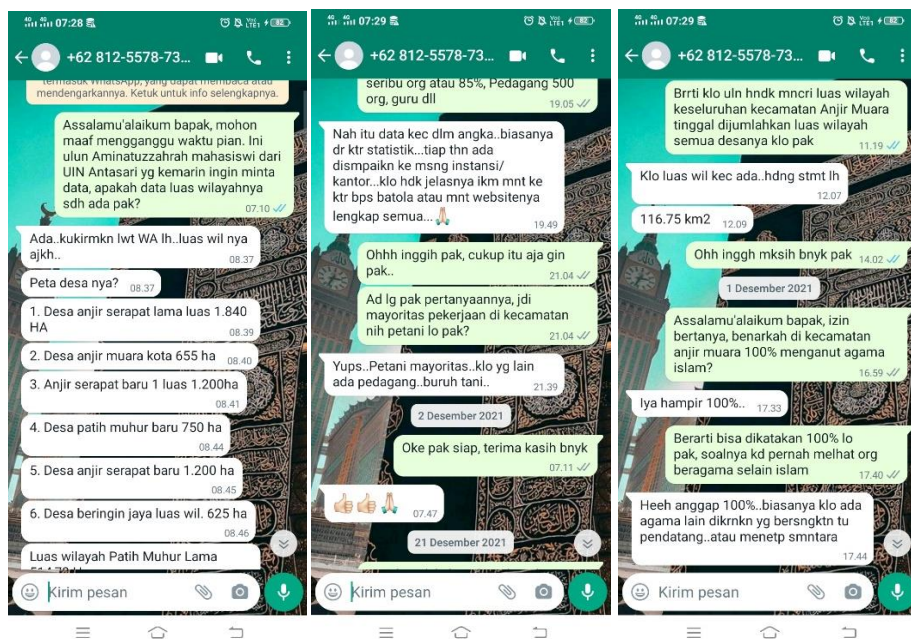 07:28
82
+62 812-5578-73...
termasuk WhatsApp, yang dapat membaca atau
mendengarkannya. Ketuk untuk info selengkapnya.
Assalamu'alaikum bapak, mohon
maaf mengganggu waktu pian. Ini
ulun Aminatuzzahrah mahasiswi dari
UIN Antasari yg kemarin ingin minta
data, apakah data luas wilayahnya
sdh ada pak?
07.10
Ada..kukirmkn lwt WA lh..luas wil nya
ajkh..
08.37
Peta desa nya?
08.37
1. Desa anjir serapat lama luas 1.840
HA
08.39
2. Desa anjir muara kota 655 ha
08.40
3. Anjir serapat baru 1 luas 1.200ha
08.41
4. Desa patih muhur baru 750 ha
08.44
5. Desa anjir serapat baru 1.200 ha
08.45
6. Desa beringin jaya luas wil. 625 ha
08.46
Luas wilayah Patih Muhur Lama
Kirim pesan
07:29
82
+62 812-5578-73...
seribu org atau 85%, Pedagang 500
org, guru dll
19.05
Nah itu data kec dlm angka..biasanya
dr ktr statistik...tiap thn ada
dismpaikn ke msng instansi/
kantor...klo hdk jelasnya ikm mnt ke
ktr bps batola atau mnt websitenya
lengkap semua...🙏
19.49
Ohhh inggih pak, cukup itu aja gin
pak..
21.04
Ad lg pak pertanyaannya, jdi
mayoritas pekerjaan di kecamatan
nih petani lo pak?
21.04
Yups..Petani mayoritas..klo yg lain
ada pedagang..buruh tani..
21.39
2 Desember 2021
Oke pak siap, terima kasih bnyk
07.11
👍👍🙏
07.47
21 Desember 2021
Kirim pesan
07:29
82
+62 812-5578-73...
Brrti klo uln hndk mncri luas wilayah
keseluruhan kecamatan Anjir Muara
tinggal dijumlahkan luas wilayah
semua desanya klo pak
11.19
Klo luas wil kec ada..hdng stmt lh
12.07
116.75 km2
12.09
Ohh inggh mksih bnyk pak
14.02
1 Desember 2021
Assalamu'alaikum bapak, izin
bertanya, benarkah di kecamatan
anjir muara 100% menganut agama
islam?
16.59
Iya hampir 100%..
17.33
Berarti bisa dikatakan 100% lo
pak, soalnya kd pernah melhat org
beragama selain islam
17.40
Heeh anggap 100%..biasanya klo ada
agama lain dikrnkn yg bersngktn tu
pendatang..atau menetp smntara
17.44
Kirim pesan